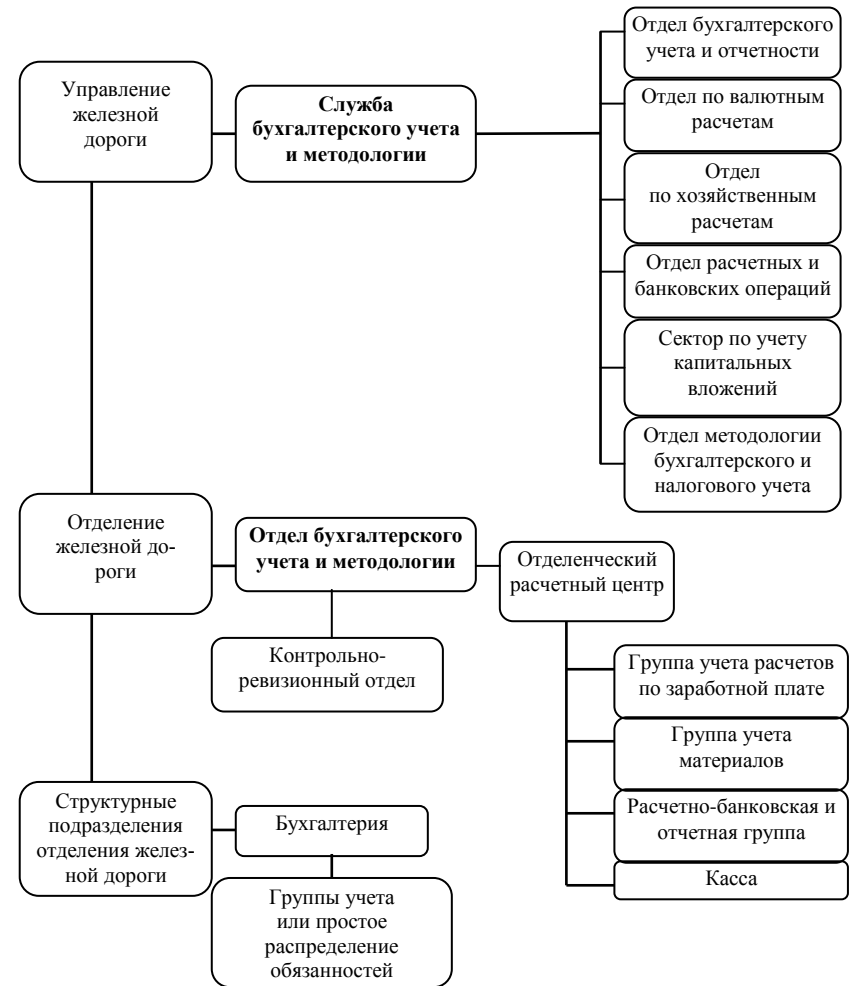 Управление
железной
дороги
Служба
бухгалтерского учета
и методологии
Отдел бухгалтерского
учета и отчетности
Отдел по валютным
расчетам
Отдел
по хозяйственным
расчетам
Отдел расчетных и
банковских операций
Сектор по учету
капитальных
вложений
Отдел методологии
бухгалтерского и
налогового учета
Отделение
железной до-
роги
Отдел бухгалтерского
учета и методологии
Отделенческий
расчетный центр
Контрольно-
ревизионный отдел
Группа учета расчетов
по заработной плате
Группа учета
материалов
Расчетно-банковская и
отчетная группа
Касса
Структурные
подразделения
отделения желез-
ной дороги
Бухгалтерия
Группы учета
или простое
распределение
обязанностей